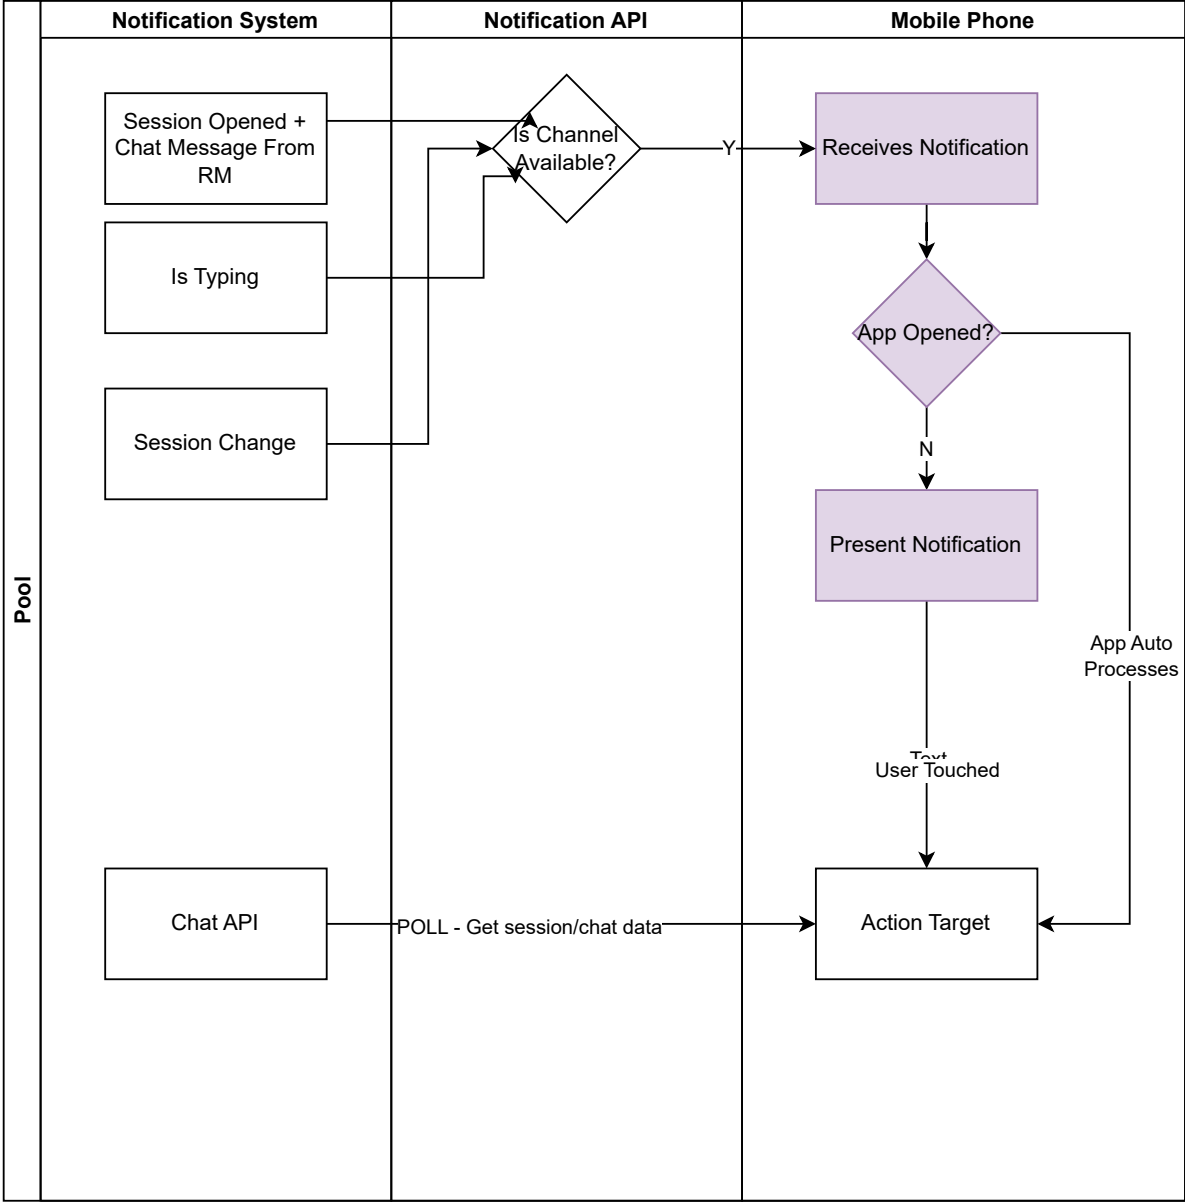 Notification System
Notification API
Mobile Phone
Pool
Session Opened +
Chat Message From
RM
Is Channel
Available?
Y
Receives Notification
Is Typing
App Opened?
Session Change
N
Present Notification
App Auto
Processes
Text
User Touched
Chat API
POLL - Get session/chat data
Action Target